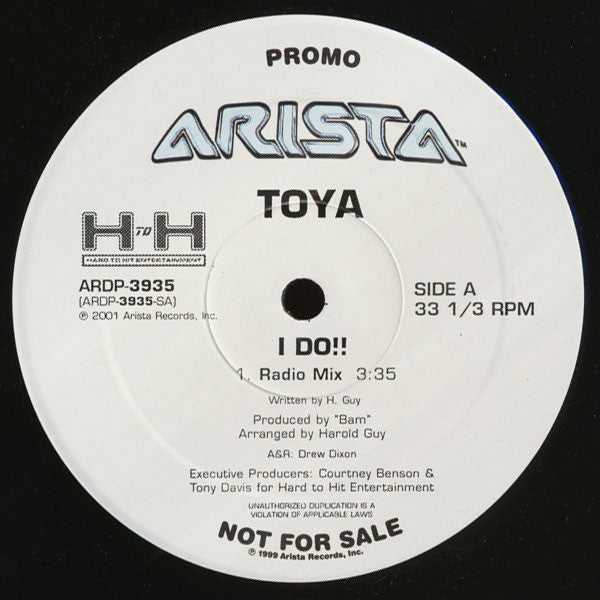 PROMO
ARISTA™
TOYA
H TO H
HARD TO HIT ENTERTAINMENT
ARDP-3935
(ARDP-3935-SA)
℗ 2001 Arista Records, Inc.
SIDE A
33 1/3 RPM
I DO!!
1. Radio Mix 3:35
Written by H. Guy
Produced by "Bam"
Arranged by Harold Guy
A&R: Drew Dixon
Executive Producers: Courtney Benson &
Tony Davis for Hard to Hit Entertainment
UNAUTHORIZED DUPLICATION IS A
VIOLATION OF APPLICABLE LAWS
NOT FOR SALE
℗ 1999 Arista Records, Inc.